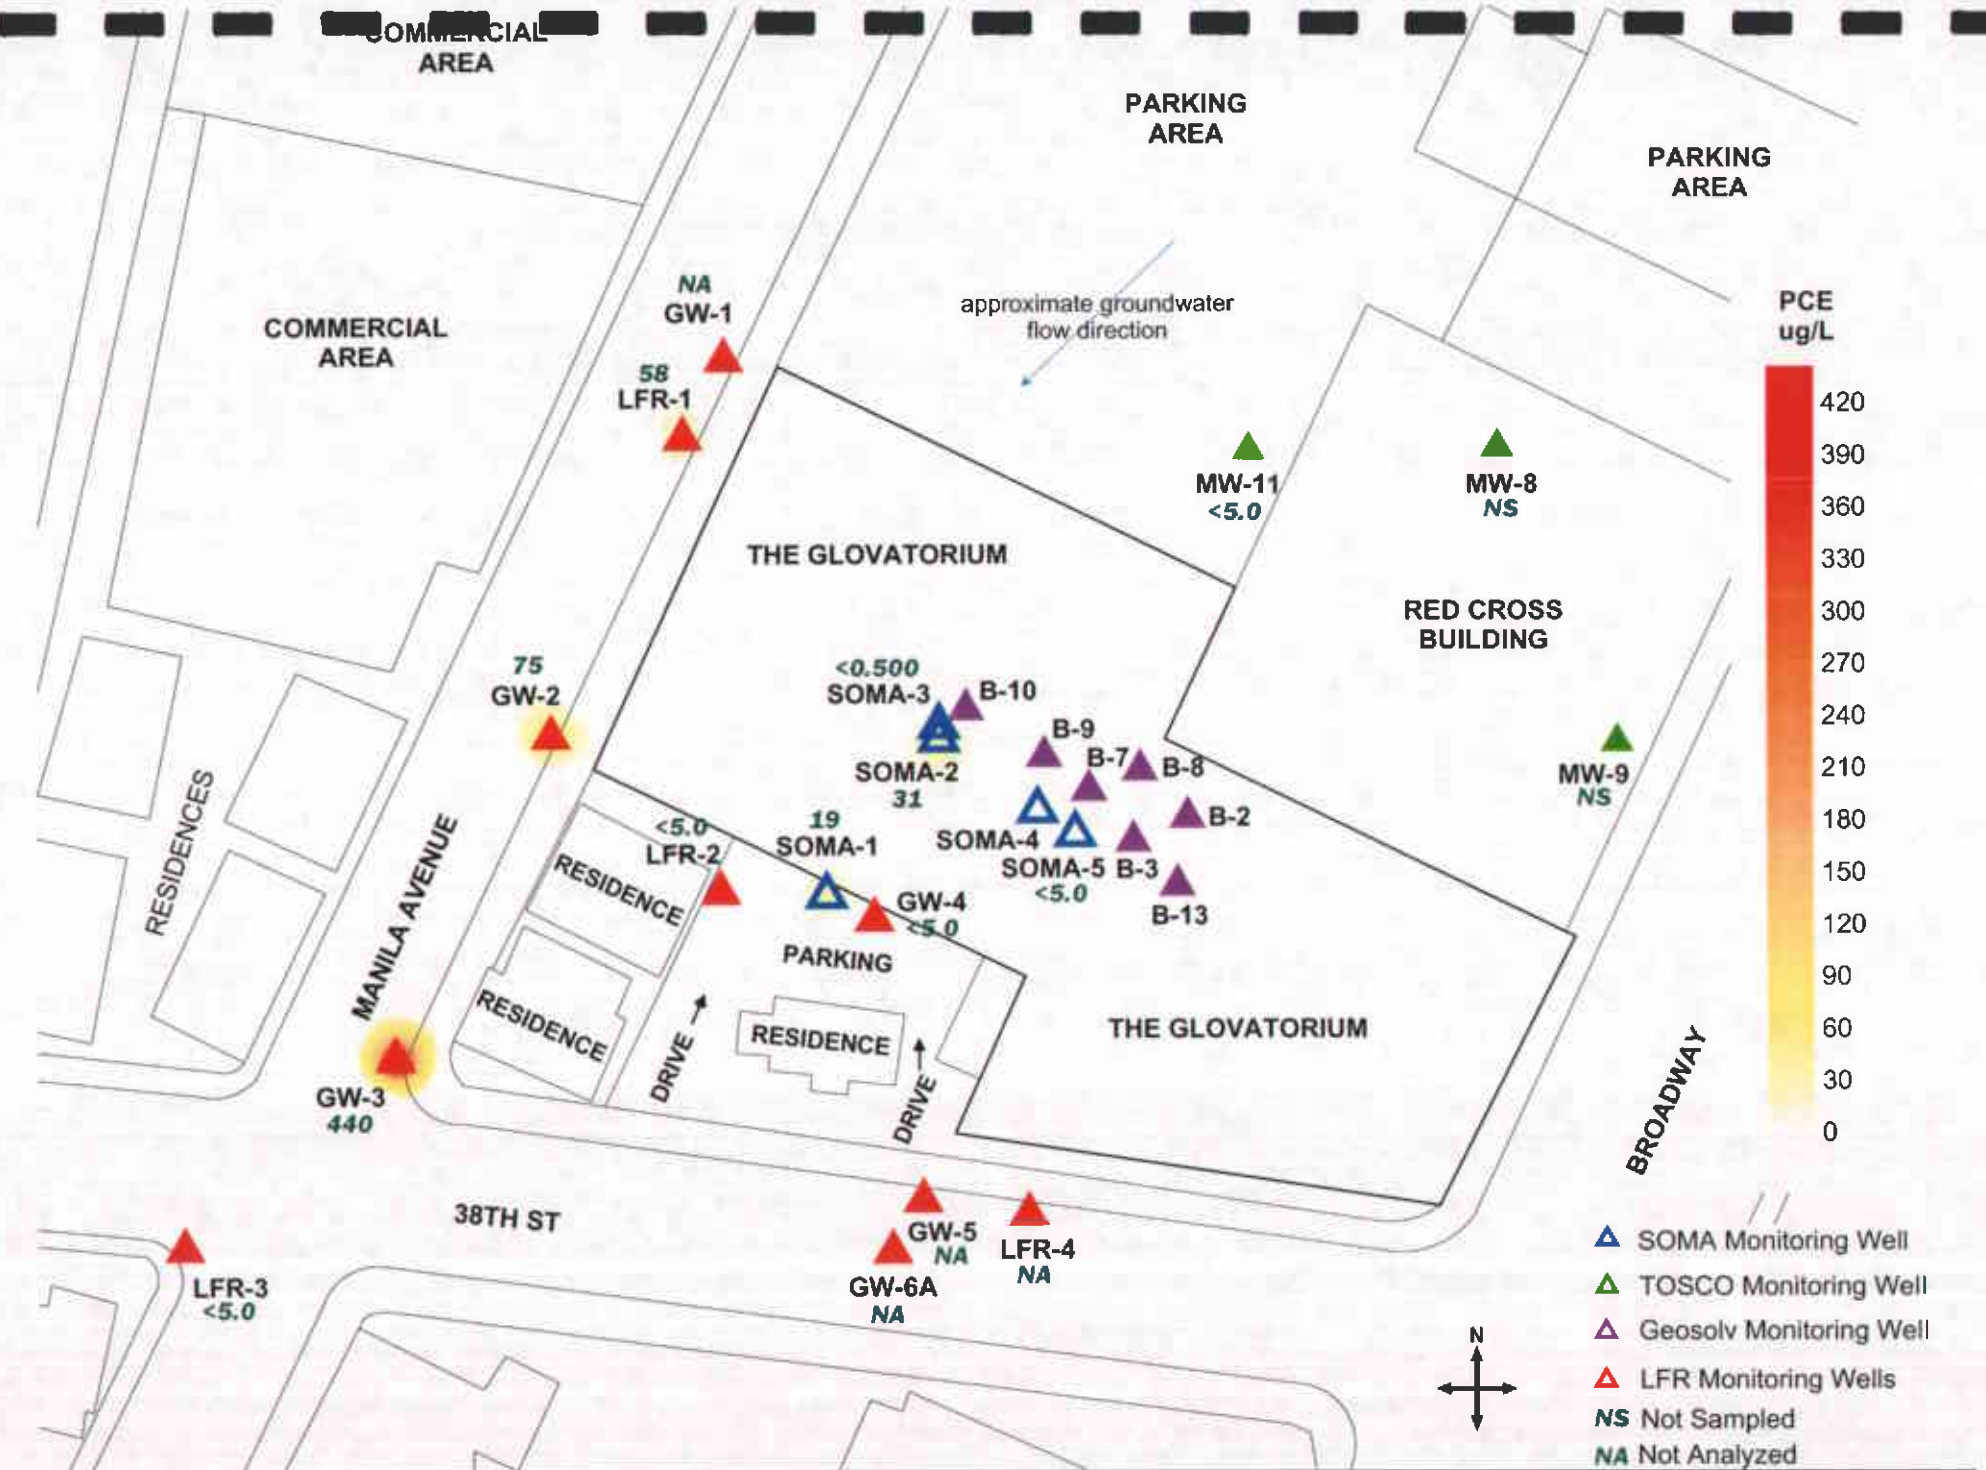 COMMERCIAL
AREA
PARKING
AREA
PARKING
AREA
NA
GW-1
approximate groundwater
flow direction
PCE
ug/L
COMMERCIAL
AREA
58
LFR-1
420
390
360
330
300
270
240
210
180
150
120
90
60
30
0
MW-11
<5.0
MW-8
NS
THE GLOVATORIUM
RED CROSS
BUILDING
75
GW-2
<0.500
SOMA-3
B-10
B-9
B-7
B-8
SOMA-2
31
MW-9
NS
RESIDENCES
MANILA AVENUE
<5.0
LFR-2
19
SOMA-1
SOMA-4
B-2
SOMA-5
<5.0
B-3
B-13
RESIDENCE
GW-4
<5.0
PARKING
RESIDENCE
RESIDENCE
DRIVE
DRIVE
THE GLOVATORIUM
BROADWAY
GW-3
440
38TH ST
GW-5
NA
LFR-4
NA
GW-6A
NA
LFR-3
<5.0
N
SOMA Monitoring Well
TOSCO Monitoring Well
Geosolv Monitoring Well
LFR Monitoring Wells
NS Not Sampled
NA Not Analyzed